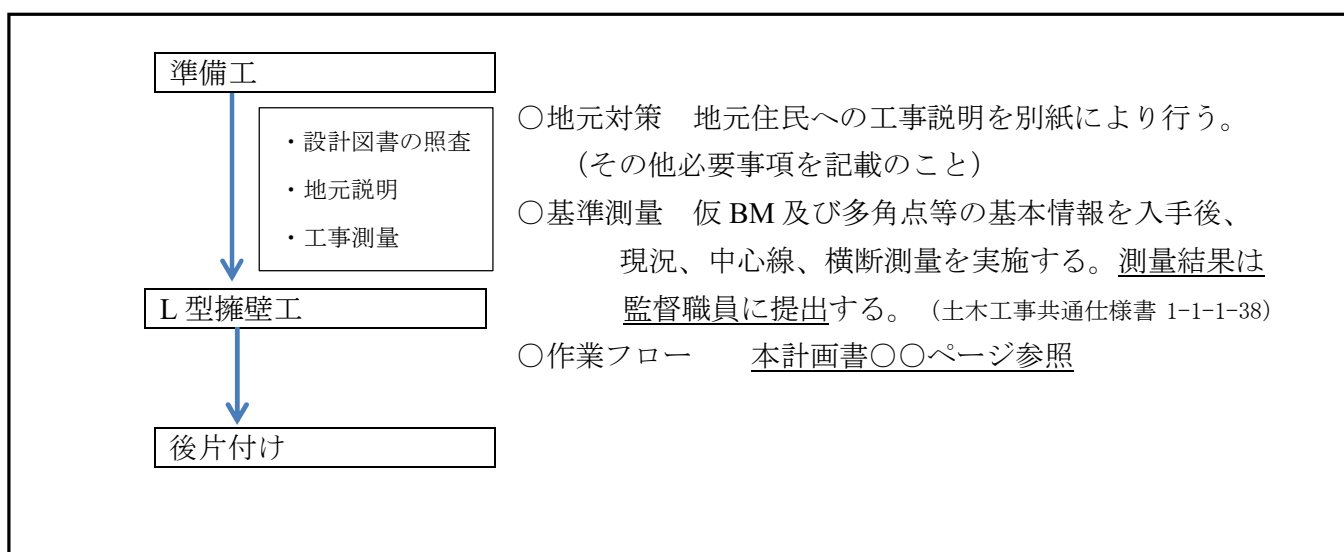 準備工
・設計図書の照査
・地元説明
・工事測量
L 型擁壁工
後片付け
○地元対策　地元住民への工事説明を別紙により行う。
（その他必要事項を記載のこと）
○基準測量　仮 BM 及び多角点等の基本情報を入手後、
現況、中心線、横断測量を実施する。測量結果は
監督職員に提出する。（土木工事共通仕様書 1-1-1-38）
○作業フロー　　本計画書○○ページ参照